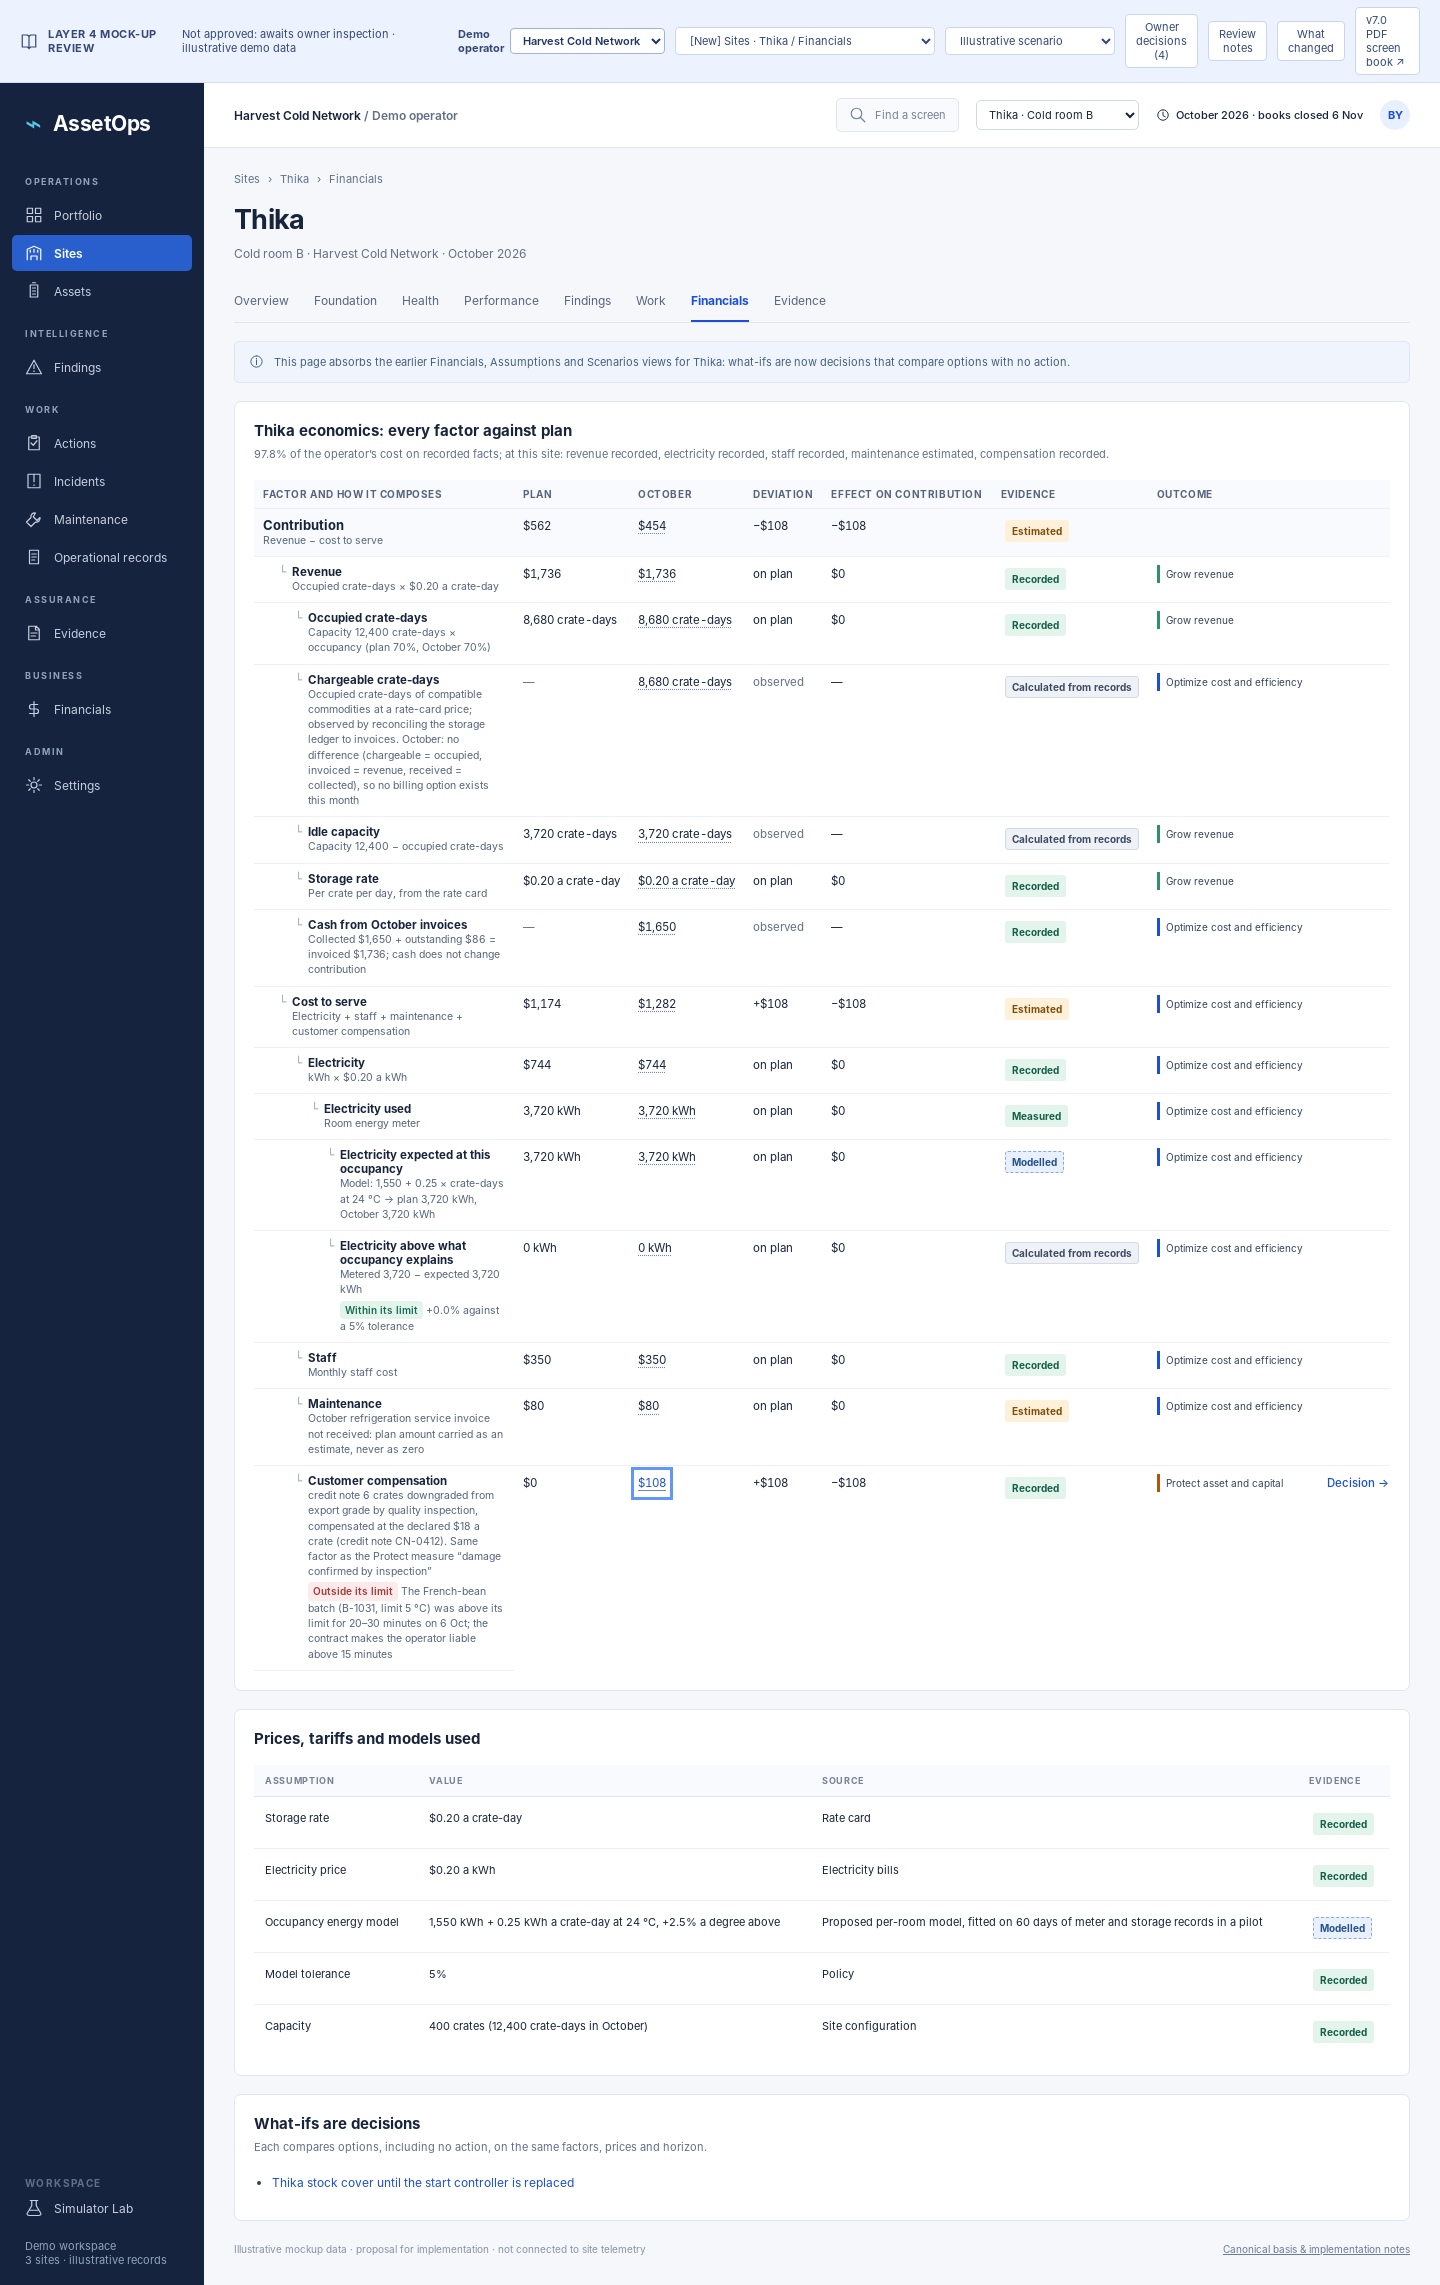 LAYER 4 MOCK-UP REVIEW
Not approved: awaits owner inspection · illustrative demo data
Demo operator
Harvest Cold Network
[New] Sites · Thika / Financials
Illustrative scenario
Owner decisions (4)
Review notes
What changed
v7.0 PDF screen book ↗
AssetOps
Harvest Cold Network / Demo operator
Find a screen
Thika · Cold room B
October 2026 · books closed 6 Nov
BY
OPERATIONS
Portfolio
Sites
Assets
INTELLIGENCE
Findings
WORK
Actions
Incidents
Maintenance
Operational records
ASSURANCE
Evidence
BUSINESS
Financials
ADMIN
Settings
WORKSPACE
Simulator Lab
Demo workspace
3 sites · illustrative records
Sites › Thika › Financials
Thika
Cold room B · Harvest Cold Network · October 2026
Overview Foundation Health Performance Findings Work Financials Evidence
This page absorbs the earlier Financials, Assumptions and Scenarios views for Thika: what-ifs are now decisions that compare options with no action.
Thika economics: every factor against plan
97.8% of the operator's cost on recorded facts; at this site: revenue recorded, electricity recorded, staff recorded, maintenance estimated, compensation recorded.
FACTOR AND HOW IT COMPOSES PLAN OCTOBER DEVIATION EFFECT ON CONTRIBUTION EVIDENCE OUTCOME
Contribution $562 $454 −$108 −$108 Estimated
Revenue − cost to serve
└ Revenue $1,736 $1,736 on plan $0 Recorded Grow revenue
Occupied crate-days × $0.20 a crate-day
└ Occupied crate-days 8,680 crate-days 8,680 crate-days on plan $0 Recorded Grow revenue
Capacity 12,400 crate-days ×
occupancy (plan 70%, October 70%)
└ Chargeable crate-days — 8,680 crate-days observed — Calculated from records Optimize cost and efficiency
Occupied crate-days of compatible
commodities at a rate-card price;
observed by reconciling the storage
ledger to invoices. October: no
difference (chargeable = occupied,
invoiced = revenue, received =
collected), so no billing option exists
this month
└ Idle capacity 3,720 crate-days 3,720 crate-days observed — Calculated from records Grow revenue
Capacity 12,400 − occupied crate-days
└ Storage rate $0.20 a crate-day $0.20 a crate-day on plan $0 Recorded Grow revenue
Per crate per day, from the rate card
└ Cash from October invoices — $1,650 observed — Recorded Optimize cost and efficiency
Collected $1,650 + outstanding $86 =
invoiced $1,736; cash does not change
contribution
└ Cost to serve $1,174 $1,282 +$108 −$108 Estimated Optimize cost and efficiency
Electricity + staff + maintenance +
customer compensation
└ Electricity $744 $744 on plan $0 Recorded Optimize cost and efficiency
kWh × $0.20 a kWh
└ Electricity used 3,720 kWh 3,720 kWh on plan $0 Measured Optimize cost and efficiency
Room energy meter
└ Electricity expected at this 3,720 kWh 3,720 kWh on plan $0 Modelled Optimize cost and efficiency
occupancy
Model: 1,550 + 0.25 × crate-days
at 24 °C → plan 3,720 kWh,
October 3,720 kWh
└ Electricity above what 0 kWh 0 kWh on plan $0 Calculated from records Optimize cost and efficiency
occupancy explains
Metered 3,720 − expected 3,720
kWh
Within its limit +0.0% against
a 5% tolerance
└ Staff $350 $350 on plan $0 Recorded Optimize cost and efficiency
Monthly staff cost
└ Maintenance $80 $80 on plan $0 Estimated Optimize cost and efficiency
October refrigeration service invoice
not received: plan amount carried as an
estimate, never as zero
└ Customer compensation $0 $108 +$108 −$108 Recorded Protect asset and capital Decision →
credit note 6 crates downgraded from
export grade by quality inspection,
compensated at the declared $18 a
crate (credit note CN-0412). Same
factor as the Protect measure "damage
confirmed by inspection"
Outside its limit The French-bean
batch (B-1031, limit 5 °C) was above its
limit for 20–30 minutes on 6 Oct; the
contract makes the operator liable
above 15 minutes
Prices, tariffs and models used
ASSUMPTION VALUE SOURCE EVIDENCE
Storage rate $0.20 a crate-day Rate card Recorded
Electricity price $0.20 a kWh Electricity bills Recorded
Occupancy energy model 1,550 kWh + 0.25 kWh a crate-day at 24 °C, +2.5% a degree above Proposed per-room model, fitted on 60 days of meter and storage records in a pilot Modelled
Model tolerance 5% Policy Recorded
Capacity 400 crates (12,400 crate-days in October) Site configuration Recorded
What-ifs are decisions
Each compares options, including no action, on the same factors, prices and horizon.
• Thika stock cover until the start controller is replaced
Illustrative mockup data · proposal for implementation · not connected to site telemetry
Canonical basis & implementation notes